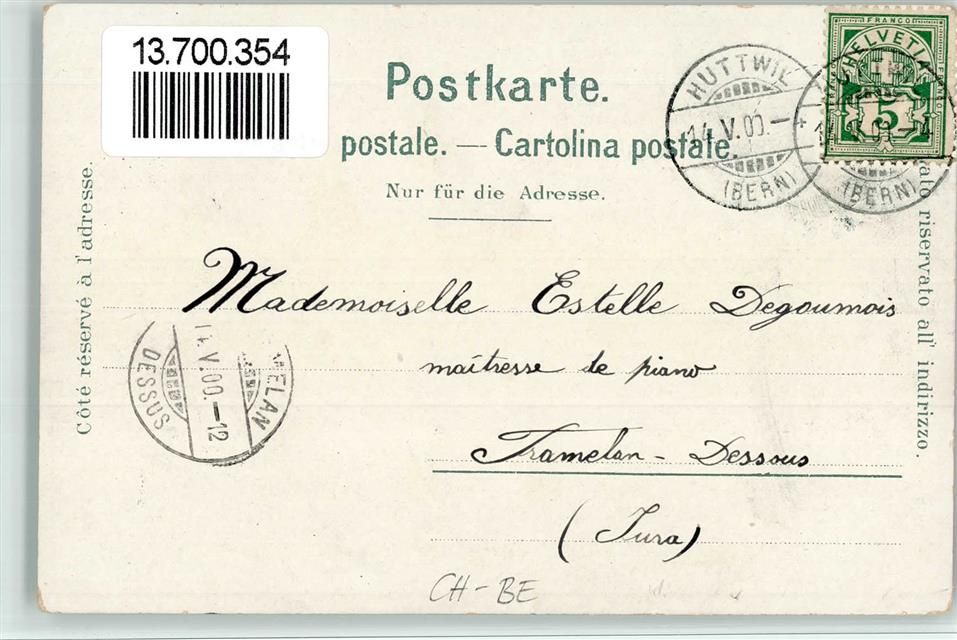 13.700.354
Postkarte.
postale. — Cartolina postale.
Nur für die Adresse.
Côté réservé à l'adresse.
riservato all' indirizzo.
FRANCO
HELVETIA
5
HUTTWIL
14.V.00.–
(BERN)
(BERN)
Mademoiselle Estelle Degoumois
maîtresse de piano
Tramelan - Dessous
(Jura)
MELAN
14.V.00.–12
DESSUS
CH-BE